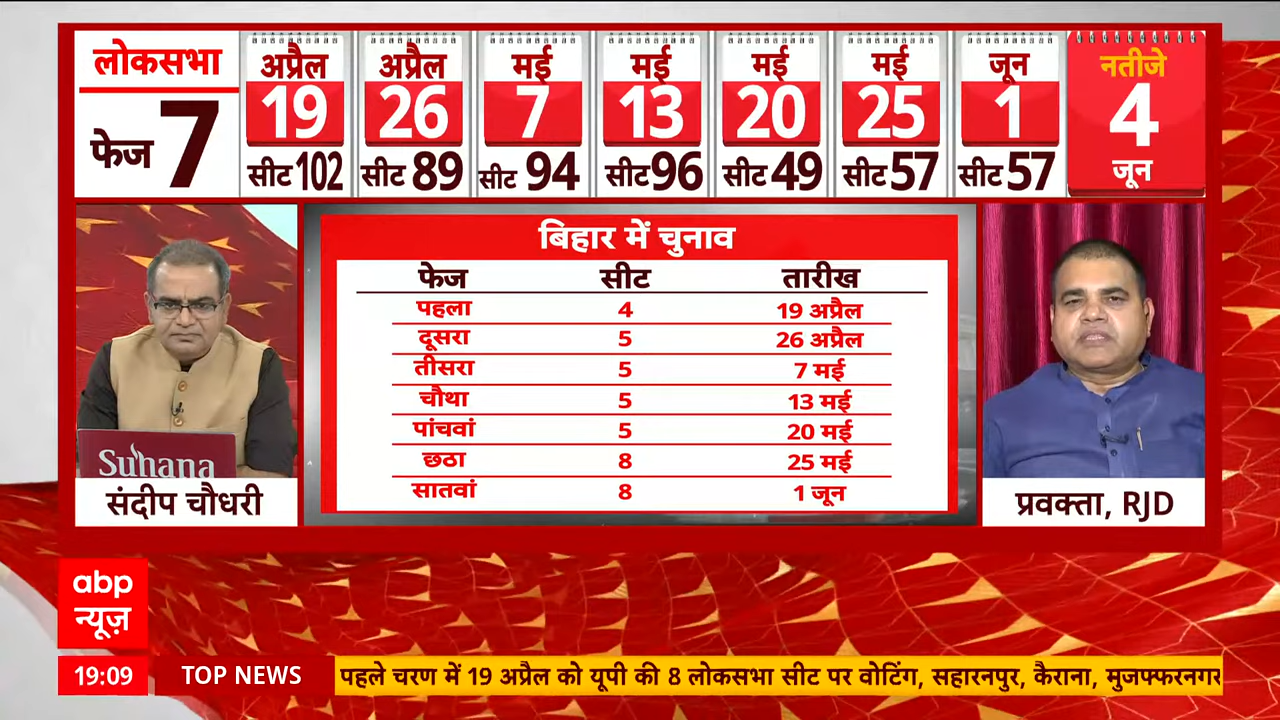 लोकसभा
फेज 7
अप्रैल
19
सीट 102
अप्रैल
26
सीट 89
मई
7
सीट 94
मई
13
सीट 96
मई
20
सीट 49
मई
25
सीट 57
जून
1
सीट 57
नतीजे
4
जून
बिहार में चुनाव
फेज सीट तारीख
पहला 4 19 अप्रैल
दूसरा 5 26 अप्रैल
तीसरा 5 7 मई
चौथा 5 13 मई
पांचवां 5 20 मई
छठा 8 25 मई
सातवां 8 1 जून
Suhana
संदीप चौधरी
प्रवक्ता, RJD
abp
न्यूज़
19:09 TOP NEWS पहले चरण में 19 अप्रैल को यूपी की 8 लोकसभा सीट पर वोटिंग, सहारनपुर, कैराना, मुजफ्फरनगर